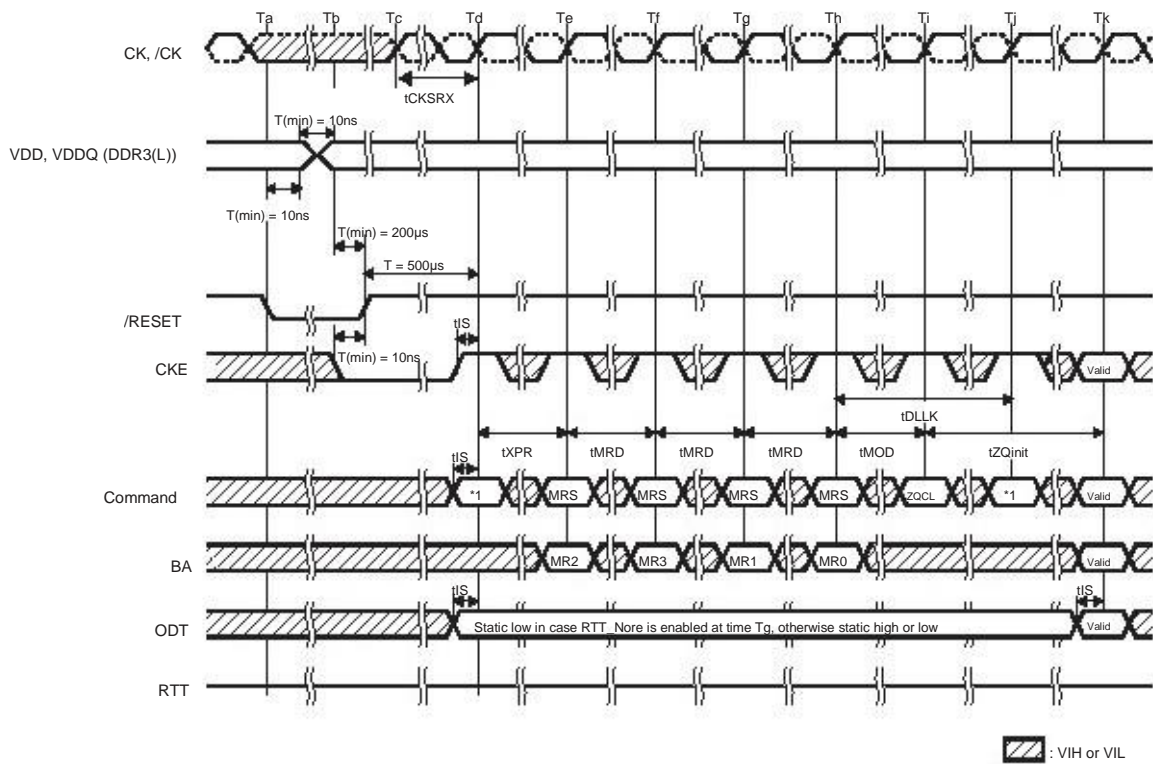 Ta Tb Tc Td Te Tf Tg Th Ti Tj Tk
CK, /CK
tCKSRX
T(min) = 10ns
VDD, VDDQ (DDR3(L))
T(min) = 10ns
T(min) = 200µs
T = 500µs
/RESET
tIS
T(min) = 10ns
CKE
Valid
tDLLK
tXPR tMRD tMRD tMRD tMOD tZQinit
tIS
Command
*1 MRS MRS MRS MRS ZQCL *1 Valid
BA
MR2 MR3 MR1 MR0 Valid
tIS tIS
ODT
Static low in case RTT_Nore is enabled at time Tg, otherwise static high or low
Valid
RTT
: VIH or VIL